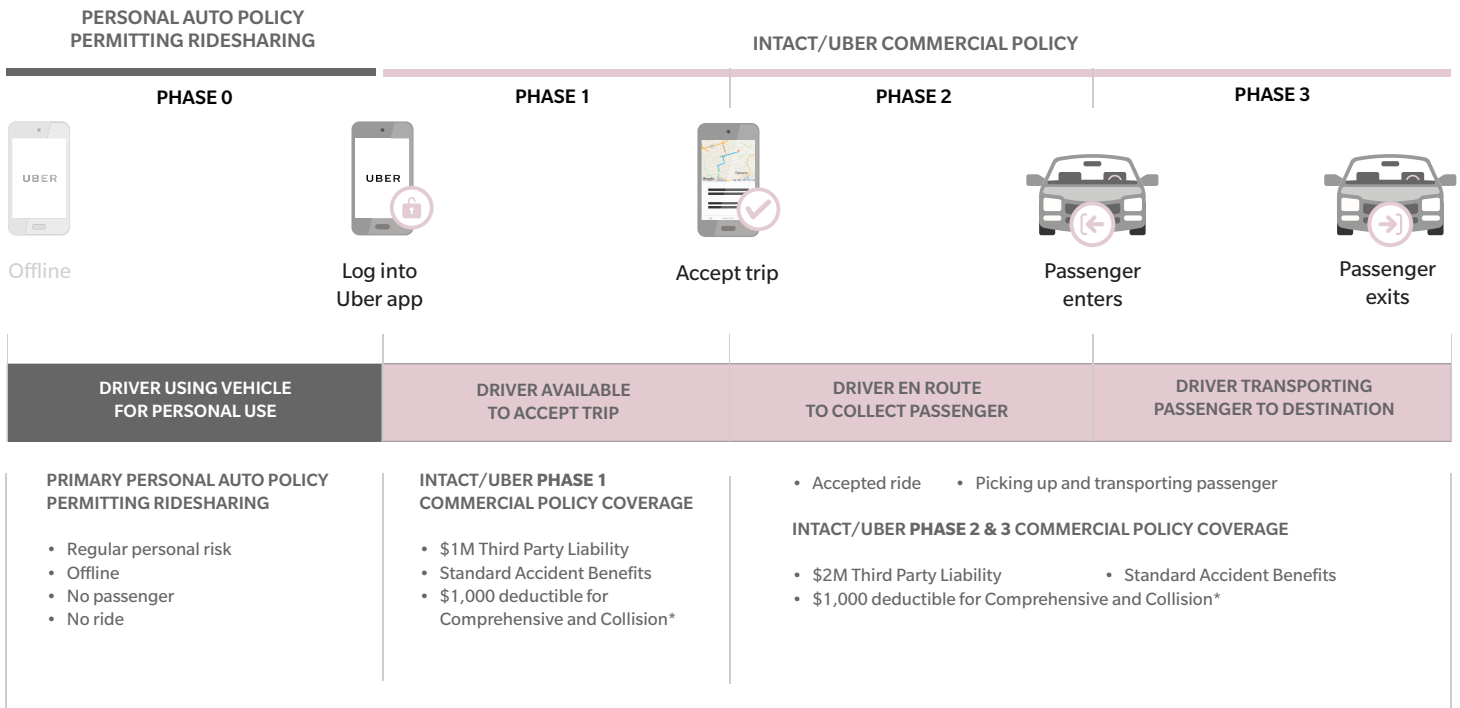 PERSONAL AUTO POLICY
PERMITTING RIDESHARING
INTACT/UBER COMMERCIAL POLICY
PHASE 0
PHASE 1
PHASE 2
PHASE 3
UBER
UBER
Offline
Log into
Uber app
Accept trip
Passenger
enters
Passenger
exits
DRIVER USING VEHICLE
FOR PERSONAL USE
DRIVER AVAILABLE
TO ACCEPT TRIP
DRIVER EN ROUTE
TO COLLECT PASSENGER
DRIVER TRANSPORTING
PASSENGER TO DESTINATION
PRIMARY PERSONAL AUTO POLICY
PERMITTING RIDESHARING
• Regular personal risk
• Offline
• No passenger
• No ride
INTACT/UBER PHASE 1
COMMERCIAL POLICY COVERAGE
• $1M Third Party Liability
• Standard Accident Benefits
• $1,000 deductible for
Comprehensive and Collision*
• Accepted ride • Picking up and transporting passenger
INTACT/UBER PHASE 2 & 3 COMMERCIAL POLICY COVERAGE
• $2M Third Party Liability • Standard Accident Benefits
• $1,000 deductible for Comprehensive and Collision*